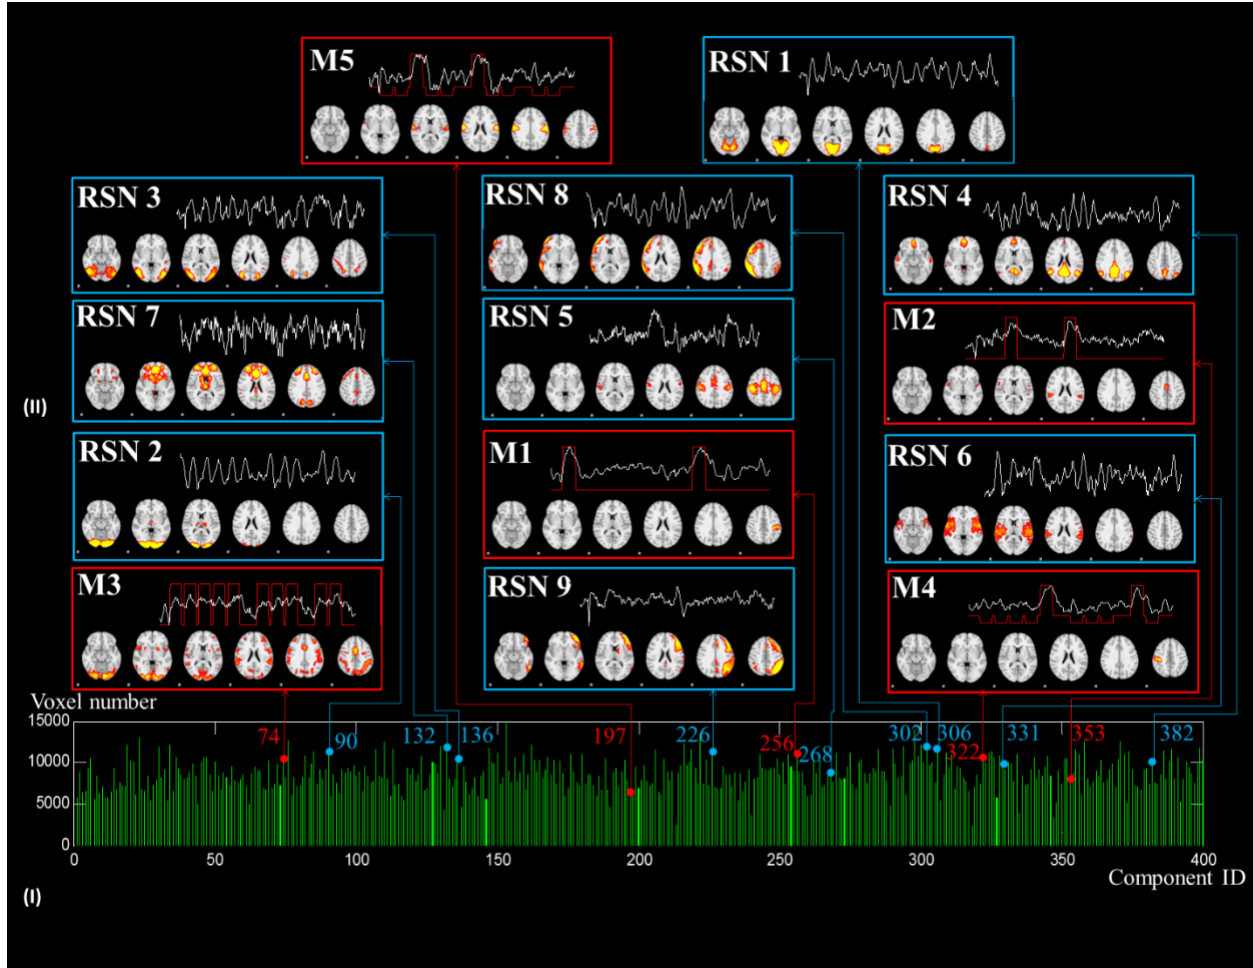 M5
RSN 1
RSN 3
RSN 8
RSN 4
RSN 7
RSN 5
M2
(II)
RSN 2
M1
RSN 6
M3
RSN 9
M4
Voxel number
15000
10000
5000
0
74
90
132
136
197
226
256
268
302
306
322
331
353
382
0
50
100
150
200
250
300
350
400
Component ID
(I)